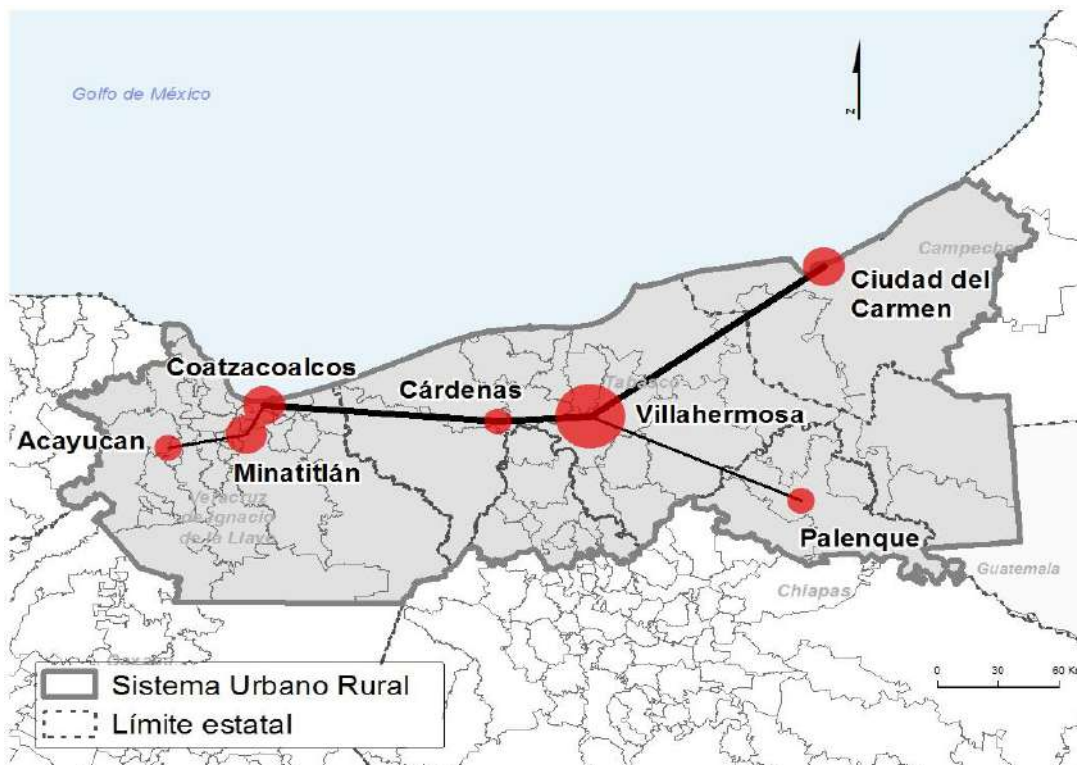 Golfo de México
z
Campeche
Ciudad del
Carmen
Coatzacoalcos
Cárdenas
Tabasco
Villahermosa
Acayucan
Minatitlán
Veracruz
de Ignacio
de la Llave
Palenque
Guatemala
Chiapas
Oaxaca
Sistema Urbano Rural
Límite estatal
0 30 60 K